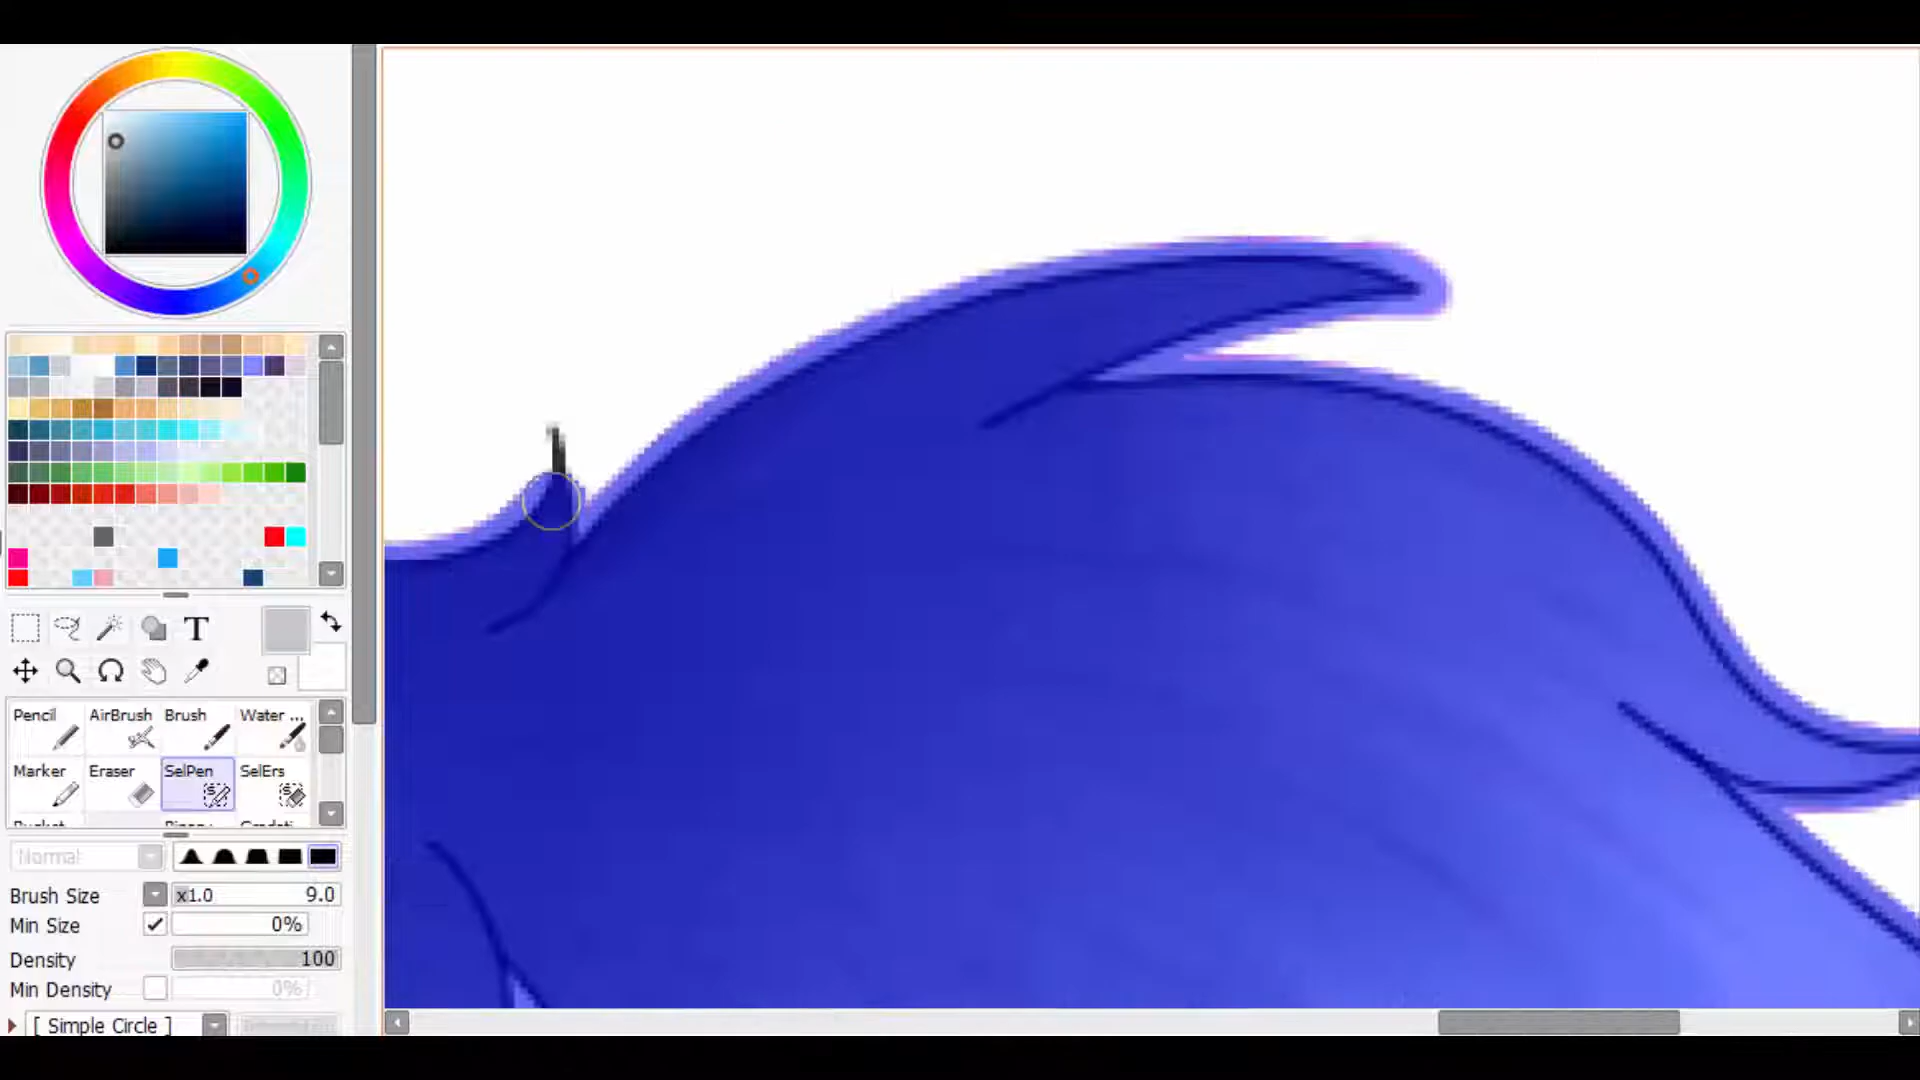 T
Pencil AirBrush Brush Water ...
Marker Eraser SelPen SelErs
Normal
Brush Size x1.0 9.0
Min Size 0%
Density 100
Min Density 0%
[ Simple Circle ]